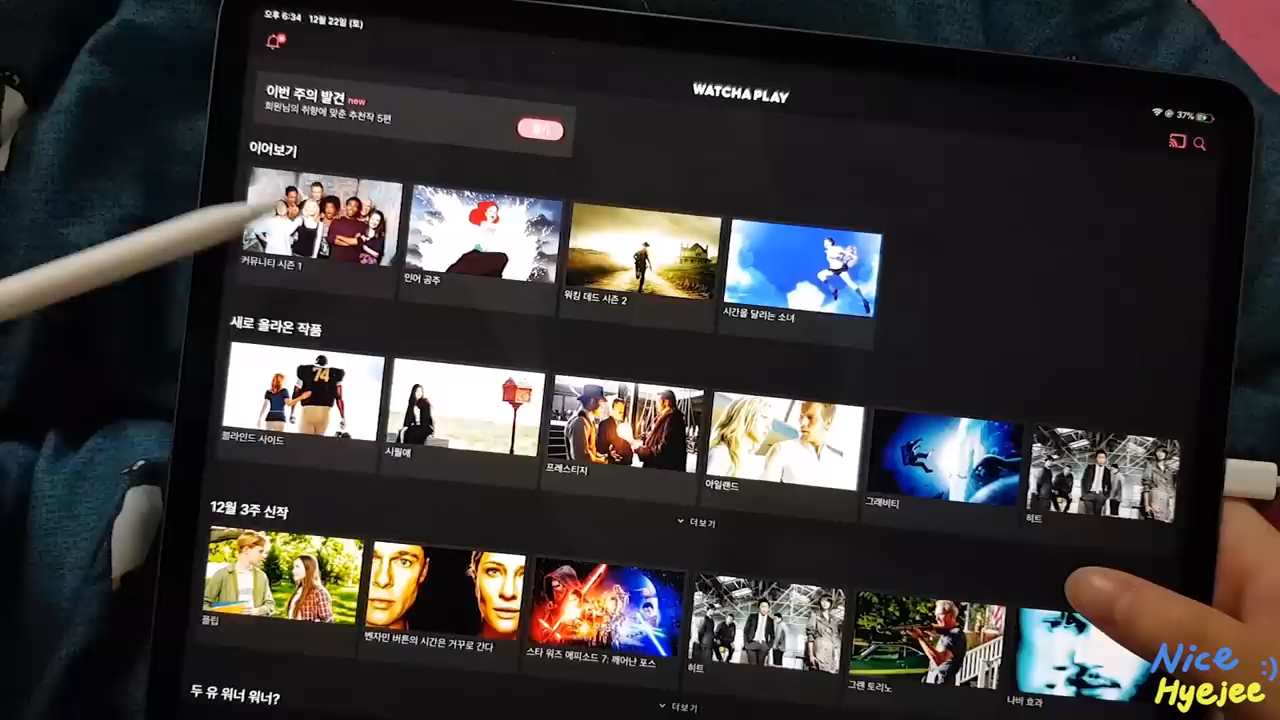 오후 6:34 12월 22일 (토)
37%
WATCHA PLAY
이번 주의 발견 new
회원님의 취향에 맞춘 추천작 5편
이어보기
커뮤니티 시즌 1
인어 공주
워킹 데드 시즌 2
시간을 달리는 소녀
새로 올라온 작품
74
블라인드 사이드
시월애
프레스티지
아일랜드
그래비티
히트
더보기
12월 3주 신작
플립
벤자민 버튼의 시간은 거꾸로 간다
스타 워즈 에피소드 7: 깨어난 포스
히트
그랜 토리노
나비 효과
더보기
두 유 워너 워너?
Nice :)
Hyejee